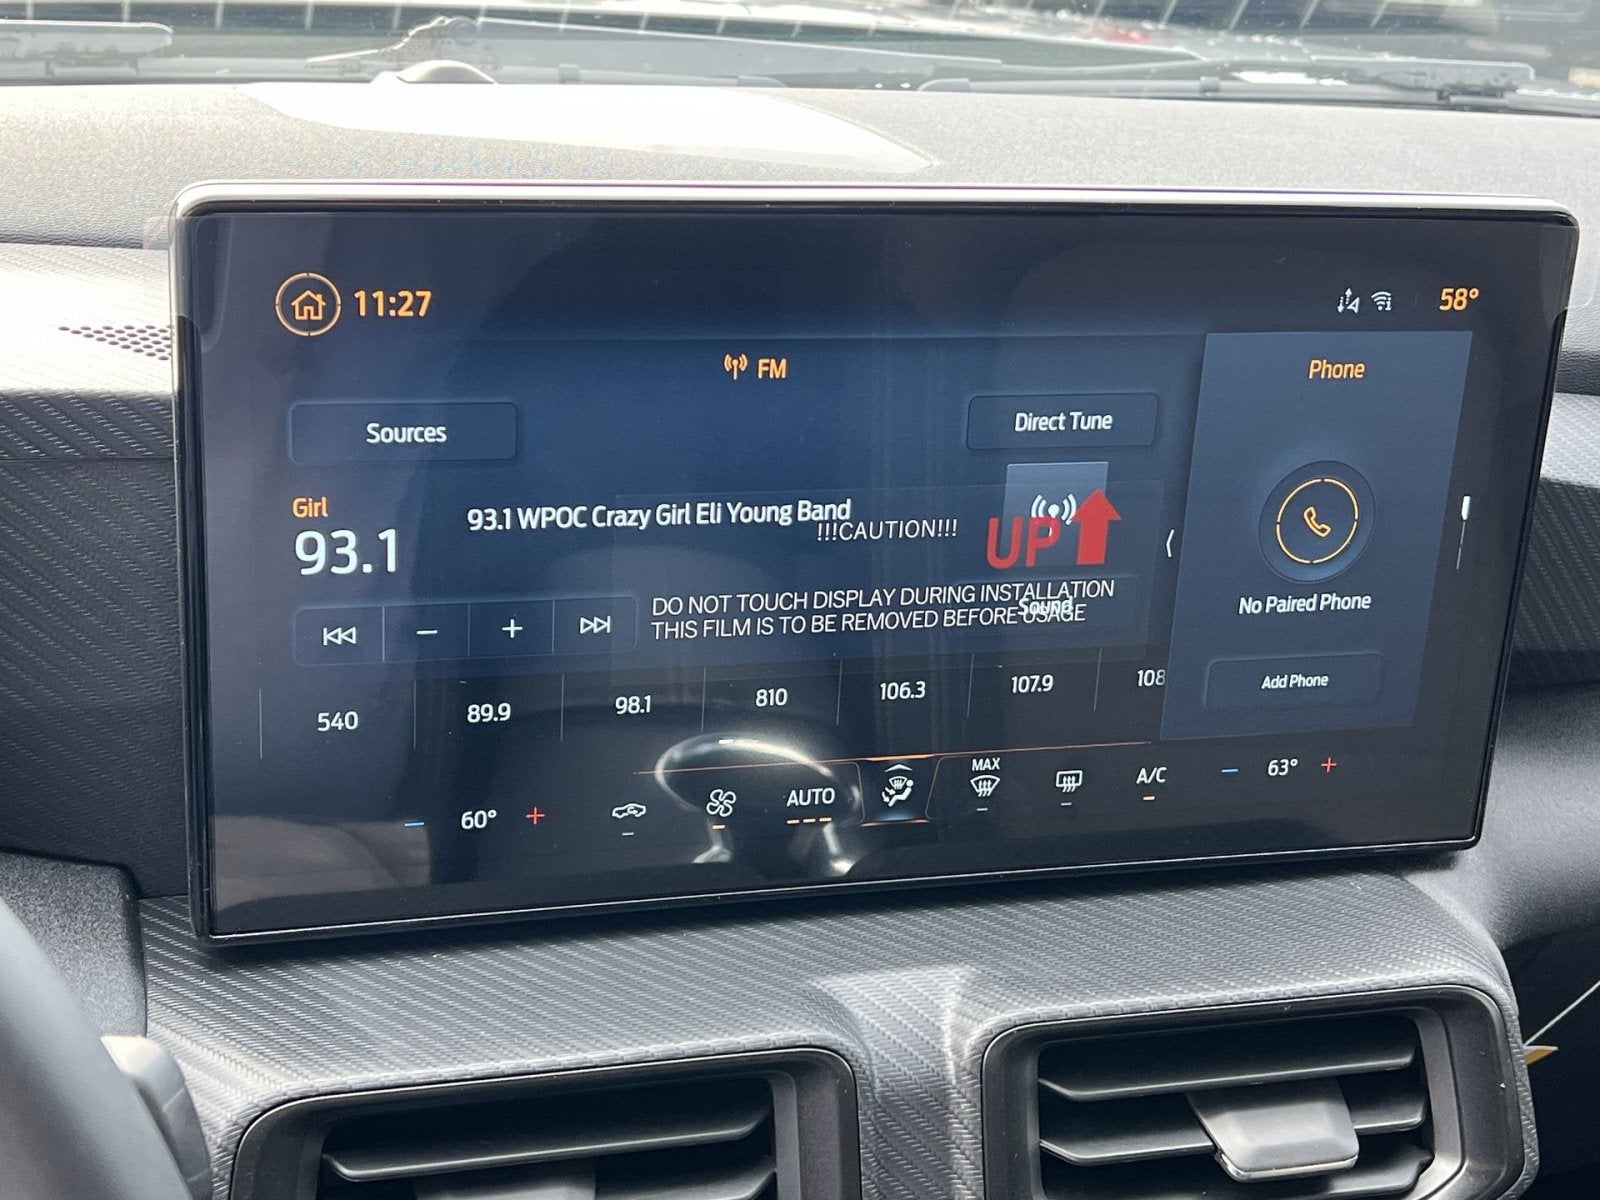 11:27
58°
FM
Phone
Sources
Direct Tune
Girl
93.1
93.1 WPOC Crazy Girl Eli Young Band
!!!CAUTION!!!
UP
DO NOT TOUCH DISPLAY DURING INSTALLATION
THIS FILM IS TO BE REMOVED BEFORE USAGE
Sound
No Paired Phone
Add Phone
540 89.9 98.1 810 106.3 107.9 108
− 60° + AUTO MAX A/C − 63° +